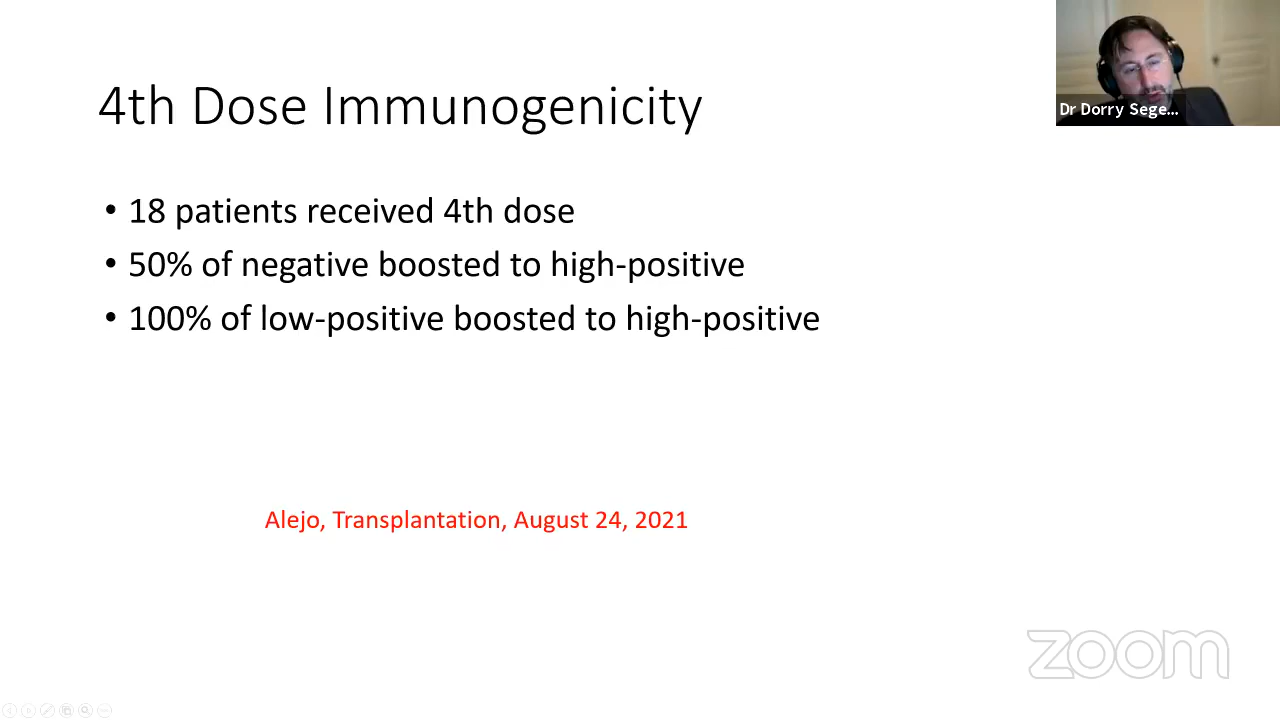 4th Dose Immunogenicity
Dr Dorry Sege...
• 18 patients received 4th dose
• 50% of negative boosted to high-positive
• 100% of low-positive boosted to high-positive
Alejo, Transplantation, August 24, 2021
zoom